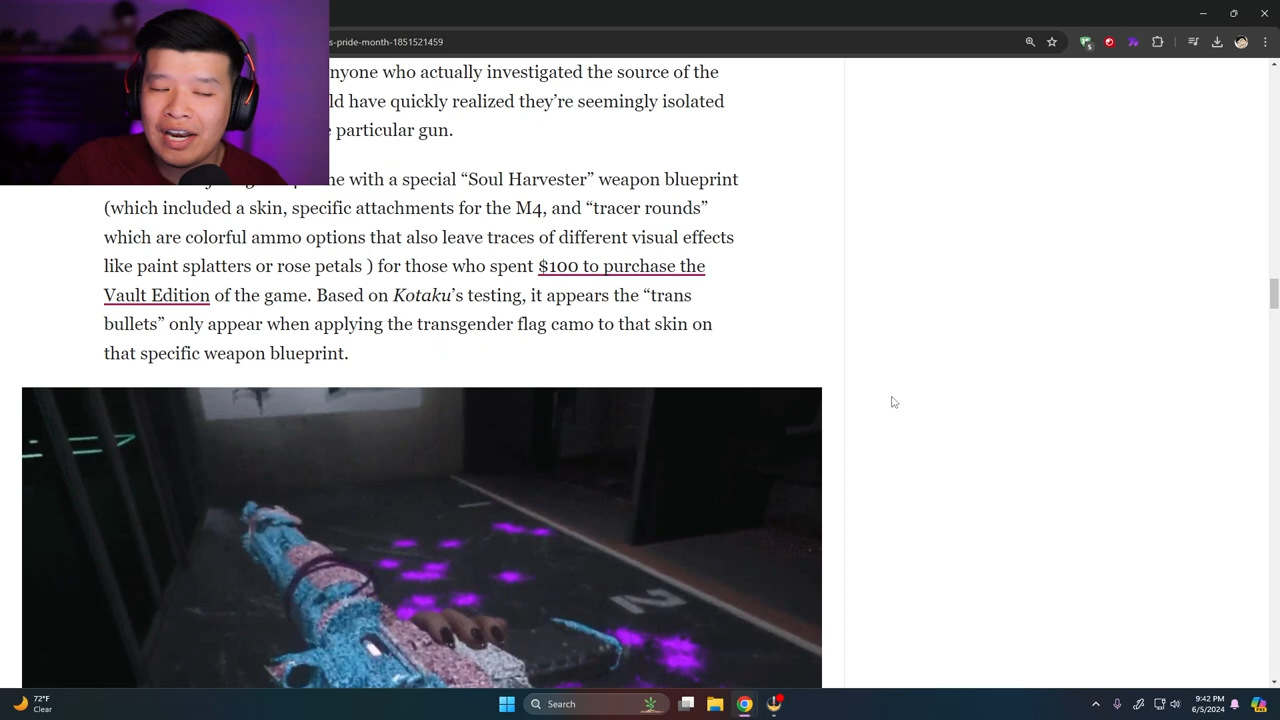 s-pride-month-1851521459
nyone who actually investigated the source of the
ld have quickly realized they’re seemingly isolated
particular gun.
with a special “Soul Harvester” weapon blueprint
(which included a skin, specific attachments for the M4, and “tracer rounds”
which are colorful ammo options that also leave traces of different visual effects
like paint splatters or rose petals ) for those who spent $100 to purchase the
Vault Edition of the game. Based on Kotaku’s testing, it appears the “trans
bullets” only appear when applying the transgender flag camo to that skin on
that specific weapon blueprint.
2
72°F
Clear
Search
9:42 PM
6/5/2024